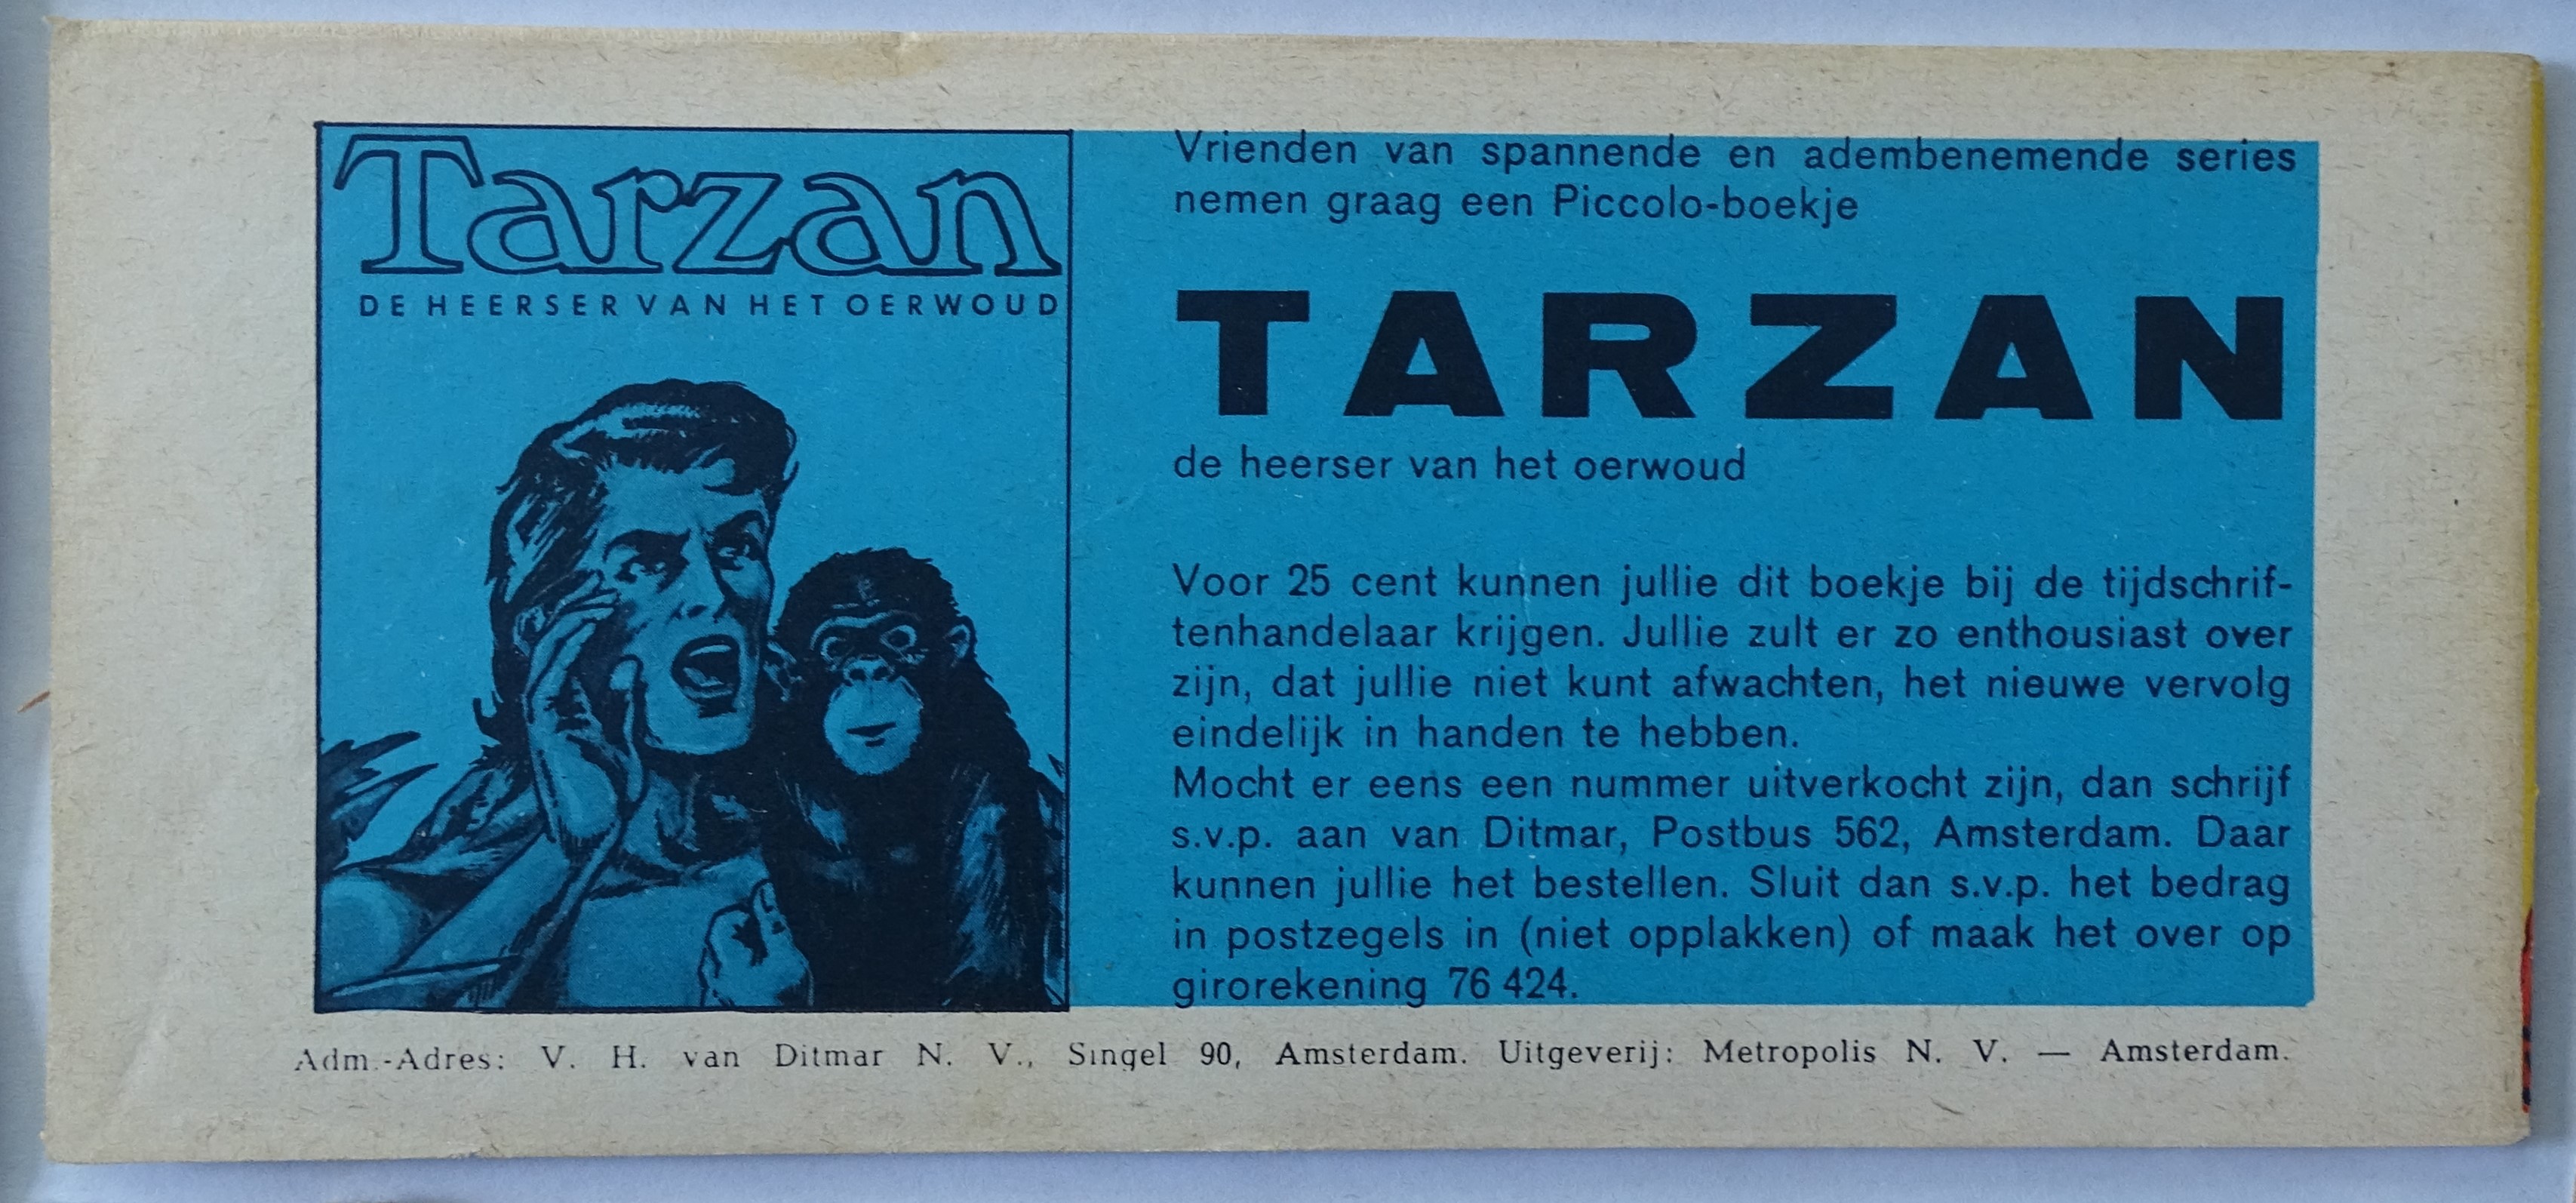 Tarzan
DE HEERSER VAN HET OERWOUD
Vrienden van spannende en adembenemende series
nemen graag een Piccolo-boekje
TARZAN
de heerser van het oerwoud
Voor 25 cent kunnen jullie dit boekje bij de tijdschrif-
tenhandelaar krijgen. Jullie zult er zo enthousiast over
zijn, dat jullie niet kunt afwachten, het nieuwe vervolg
eindelijk in handen te hebben.
Mocht er eens een nummer uitverkocht zijn, dan schrijf
s.v.p. aan van Ditmar, Postbus 562, Amsterdam. Daar
kunnen jullie het bestellen. Sluit dan s.v.p. het bedrag
in postzegels in (niet opplakken) of maak het over op
girorekening 76 424.
Adm.-Adres: V. H. van Ditmar N. V., Singel 90, Amsterdam. Uitgeverij: Metropolis N. V. — Amsterdam.